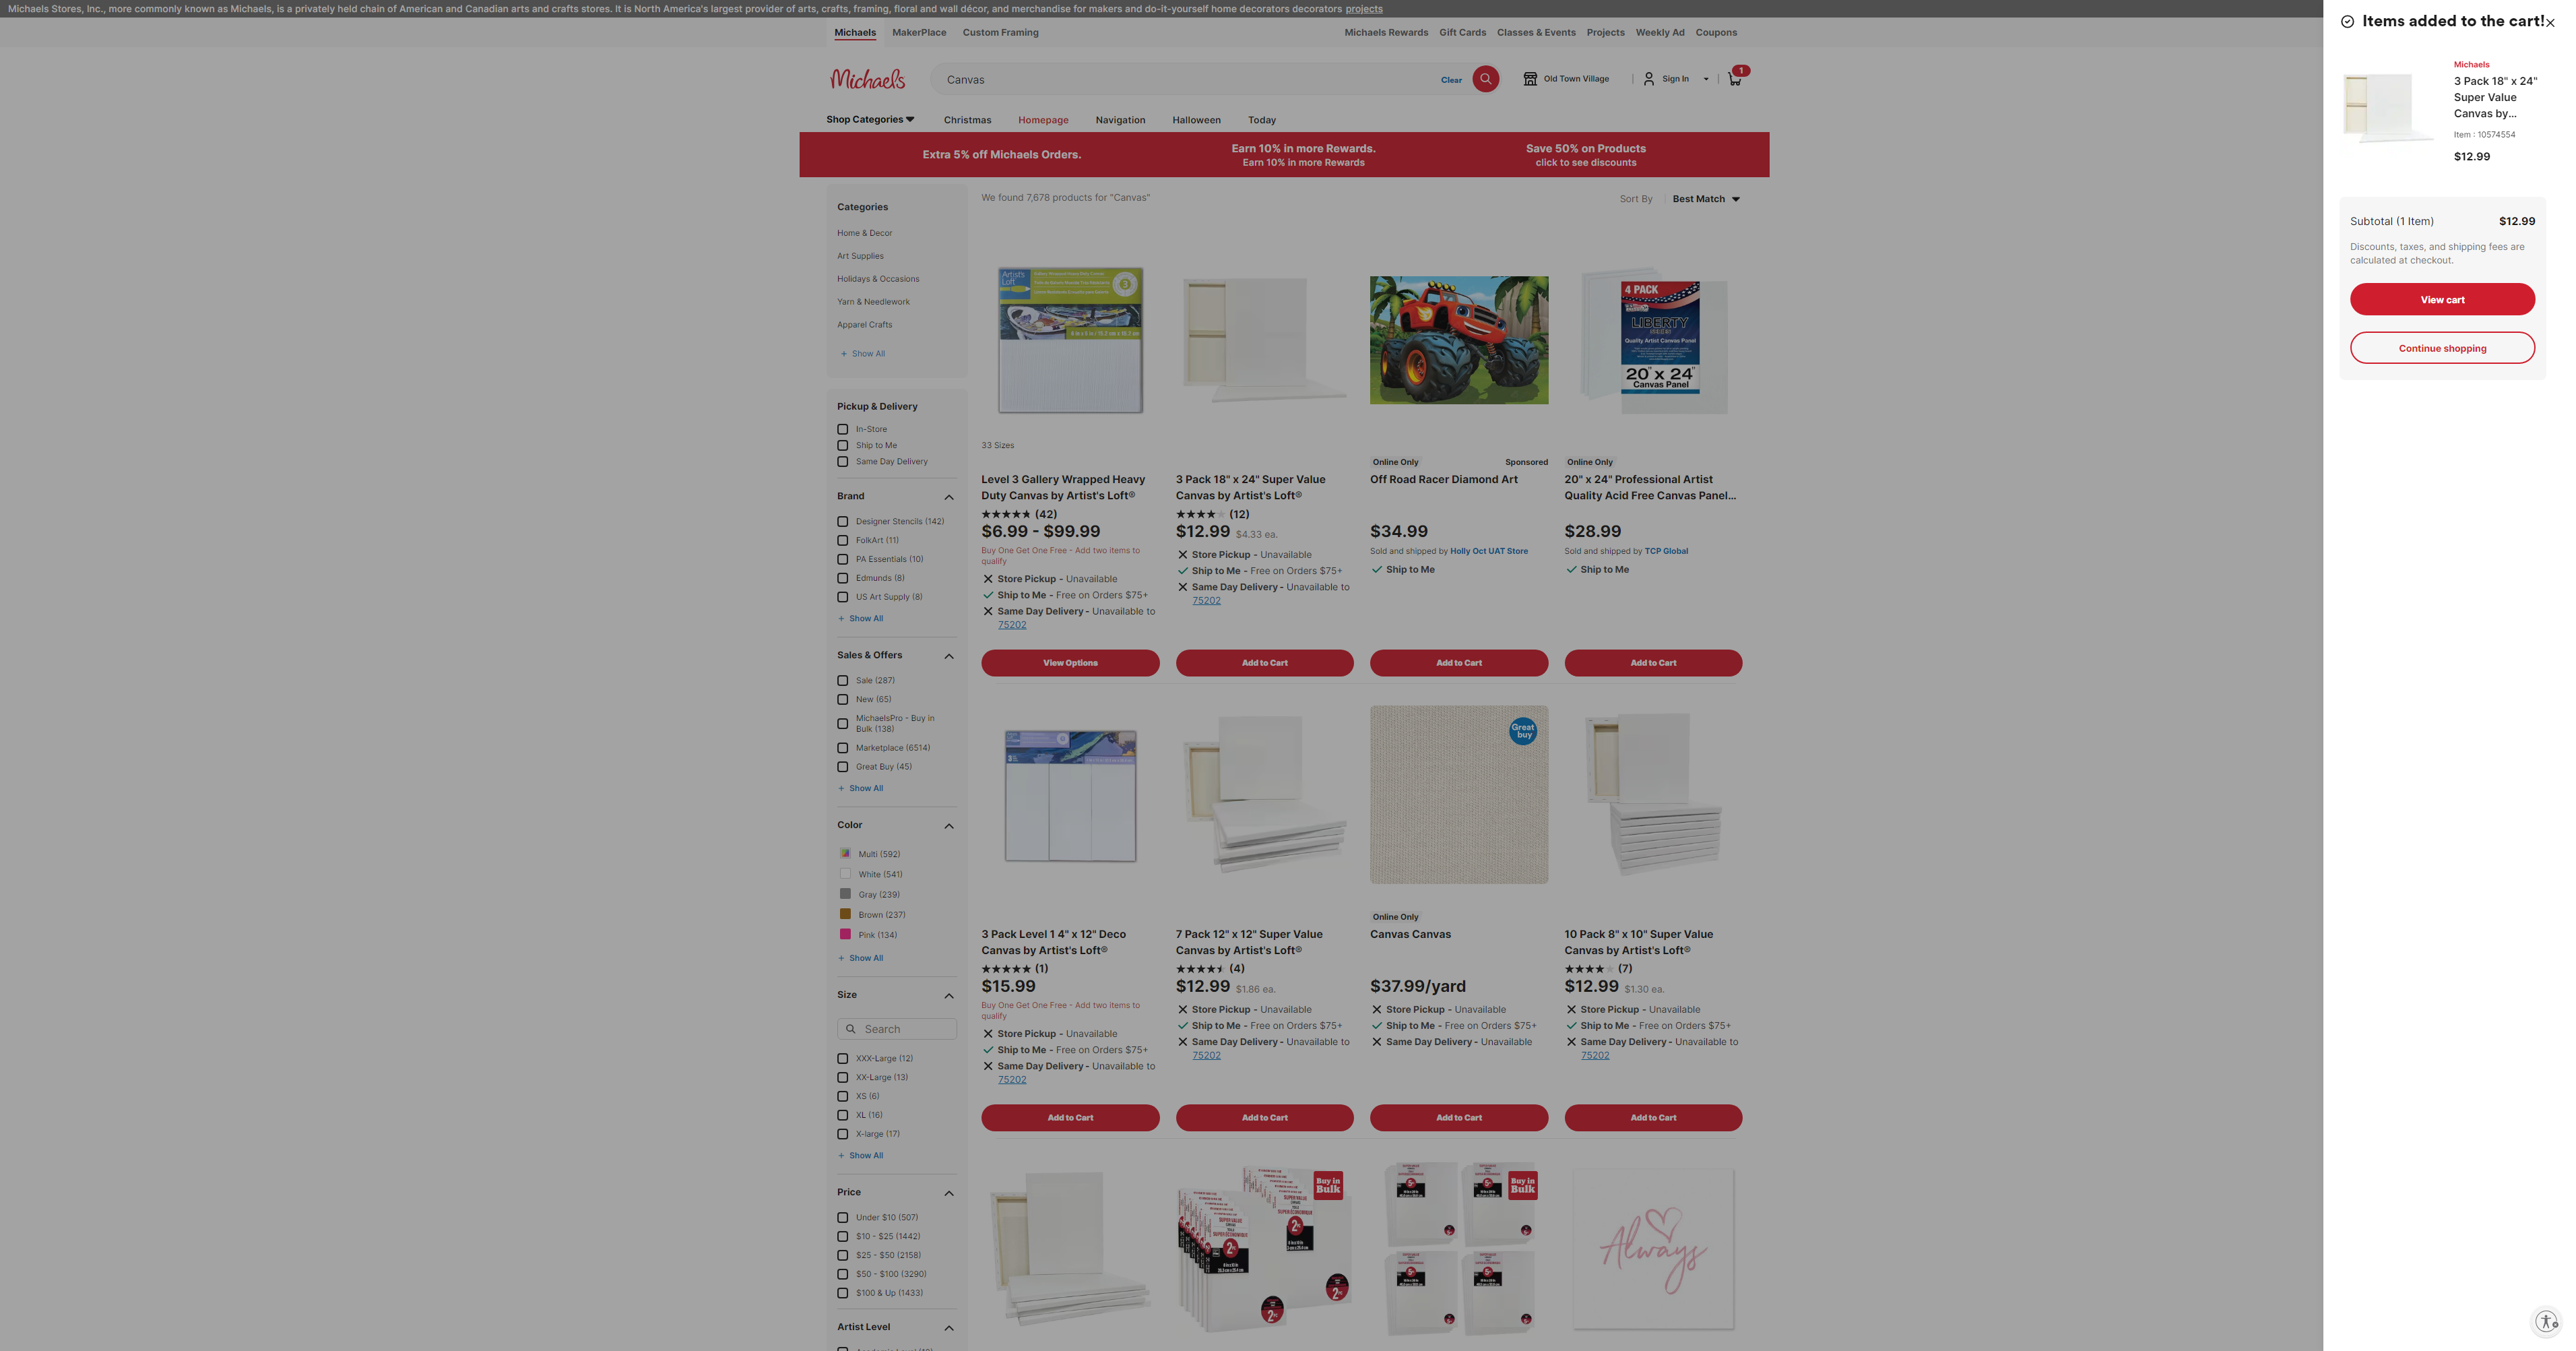 Michaels Stores, Inc., more commonly known as Michaels, is a privately held chain of American and Canadian arts and crafts stores. It is North America's largest provider of arts, crafts, framing, floral and wall décor, and merchandise for makers and do-it-yourself home decorators decorators projects
Michaels MakerPlace Custom Framing
Michaels Rewards Gift Cards Classes & Events Projects Weekly Ad Coupons
Michaels
Canvas
Clear
Old Town Village
Sign In
1
Shop Categories Christmas Homepage Navigation Halloween Today
Extra 5% off Michaels Orders.
Earn 10% in more Rewards.
Earn 10% in more Rewards
Save 50% on Products
click to see discounts
Categories
Home & Decor
Art Supplies
Holidays & Occasions
Yarn & Needlework
Apparel Crafts
+ Show All
Pickup & Delivery
In-Store
Ship to Me
Same Day Delivery
Brand
Designer Stencils (142)
FolkArt (11)
PA Essentials (10)
Edmunds (8)
US Art Supply (8)
+ Show All
Sales & Offers
Sale (287)
New (65)
MichaelsPro - Buy in
Bulk (138)
Marketplace (6514)
Great Buy (45)
+ Show All
Color
Multi (592)
White (541)
Gray (239)
Brown (237)
Pink (134)
+ Show All
Size
Search
XXX-Large (12)
XX-Large (13)
XS (6)
XL (16)
X-large (17)
+ Show All
Price
Under $10 (507)
$10 - $25 (1442)
$25 - $50 (2158)
$50 - $100 (3290)
$100 & Up (1433)
Artist Level
We found 7,678 products for "Canvas"
Sort By Best Match
Artist's
Loft
3
33 Sizes
Level 3 Gallery Wrapped Heavy
Duty Canvas by Artist's Loft®
(42)
$6.99 - $99.99
Buy One Get One Free - Add two items to
qualify
Store Pickup - Unavailable
Ship to Me - Free on Orders $75+
Same Day Delivery - Unavailable to
75202
View Options
3 Pack 18" x 24" Super Value
Canvas by Artist's Loft®
(12)
$12.99 $4.33 ea.
Store Pickup - Unavailable
Ship to Me - Free on Orders $75+
Same Day Delivery - Unavailable to
75202
Add to Cart
Online Only Sponsored
Off Road Racer Diamond Art
$34.99
Sold and shipped by Holly Oct UAT Store
Ship to Me
Add to Cart
4 PACK
LIBERTY
Quality Artist Canvas Panel
20" x 24"
Canvas Panel
Online Only
20" x 24" Professional Artist
Quality Acid Free Canvas Panel...
$28.99
Sold and shipped by TCP Global
Ship to Me
Add to Cart
3 Pack Level 1 4" x 12" Deco
Canvas by Artist's Loft®
(1)
$15.99
Buy One Get One Free - Add two items to
qualify
Store Pickup - Unavailable
Ship to Me - Free on Orders $75+
Same Day Delivery - Unavailable to
75202
Add to Cart
7 Pack 12" x 12" Super Value
Canvas by Artist's Loft®
(4)
$12.99 $1.86 ea.
Store Pickup - Unavailable
Ship to Me - Free on Orders $75+
Same Day Delivery - Unavailable to
75202
Add to Cart
Great
buy
Online Only
Canvas Canvas
$37.99/yard
Store Pickup - Unavailable
Ship to Me - Free on Orders $75+
Same Day Delivery - Unavailable
Add to Cart
10 Pack 8" x 10" Super Value
Canvas by Artist's Loft®
(7)
$12.99 $1.30 ea.
Store Pickup - Unavailable
Ship to Me - Free on Orders $75+
Same Day Delivery - Unavailable to
75202
Add to Cart
Buy in
Bulk
Buy in
Bulk
Always
Items added to the cart!
Michaels
3 Pack 18" x 24"
Super Value
Canvas by...
Item : 10574554
$12.99
Subtotal (1 Item) $12.99
Discounts, taxes, and shipping fees are
calculated at checkout.
View cart
Continue shopping